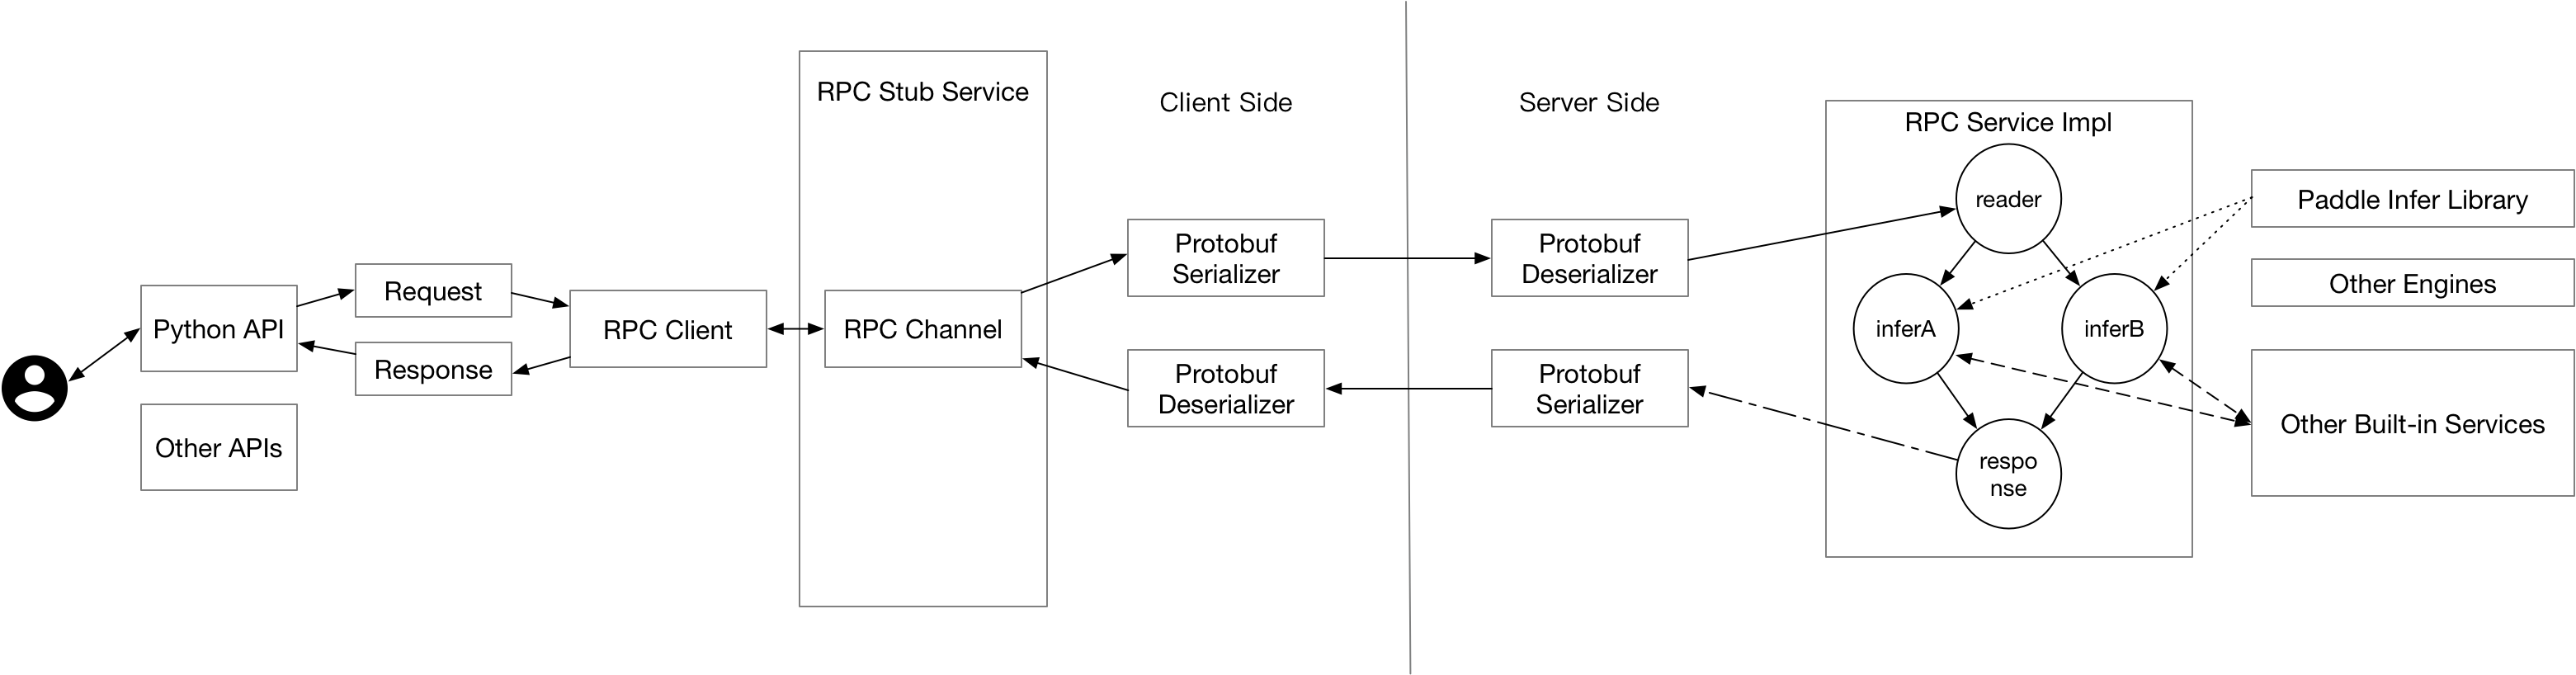 RPC Stub Service
Client Side
Server Side
RPC Service Impl
reader
Paddle Infer Library
Protobuf
Serializer
Protobuf
Deserializer
Other Engines
Request
Python API
RPC Client
RPC Channel
inferA
inferB
Response
Protobuf
Deserializer
Protobuf
Serializer
Other Built-in Services
Other APIs
respo
nse